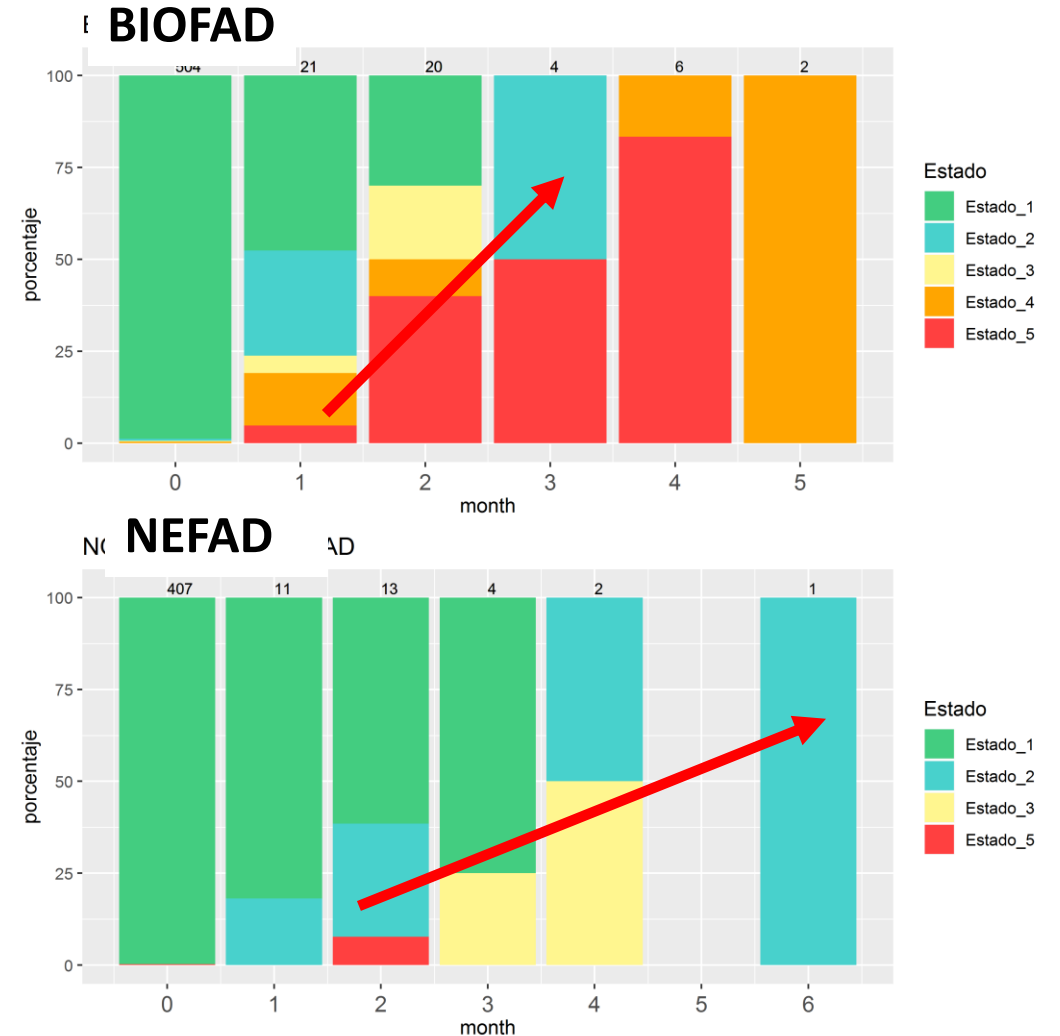 BIOFAD
504 21 20 4 6 2
100
75
50
25
0
porcentaje
0 1 2 3 4 5
month
Estado
Estado_1
Estado_2
Estado_3
Estado_4
Estado_5
NEFAD
407 11 13 4 2 1
100
75
50
25
0
porcentaje
0 1 2 3 4 5 6
month
Estado
Estado_1
Estado_2
Estado_3
Estado_5